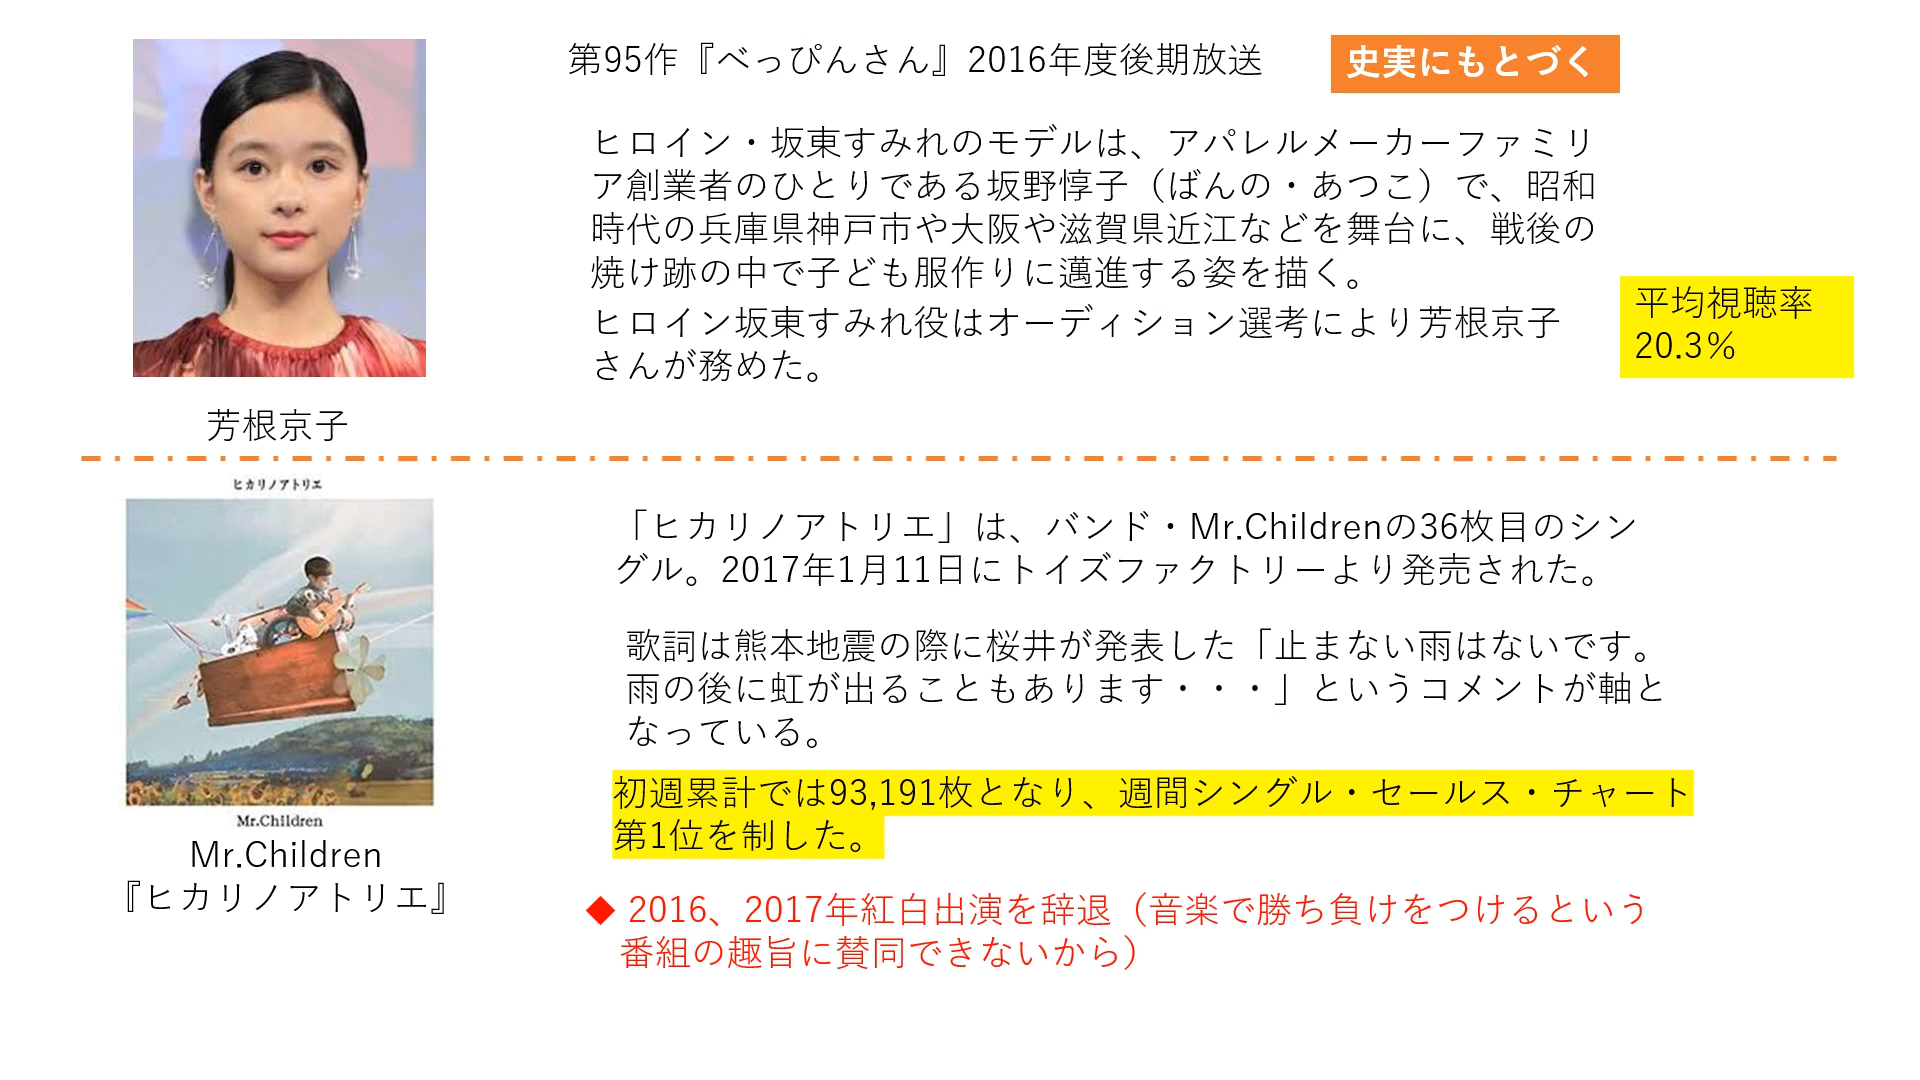 第95作『べっぴんさん』2016年度後期放送
史実にもとづく
ヒロイン・坂東すみれのモデルは、アパレルメーカーファミリ
ア創業者のひとりである坂野惇子（ばんの・あつこ）で、昭和
時代の兵庫県神戸市や大阪や滋賀県近江などを舞台に、戦後の
焼け跡の中で子ども服作りに邁進する姿を描く。
ヒロイン坂東すみれ役はオーディション選考により芳根京子
さんが務めた。
平均視聴率
20.3％
芳根京子
ヒカリノアトリエ
Mr.Children
Mr.Children
『ヒカリノアトリエ』
「ヒカリノアトリエ」は、バンド・Mr.Childrenの36枚目のシン
グル。2017年1月11日にトイズファクトリーより発売された。
歌詞は熊本地震の際に桜井が発表した「止まない雨はないです。
雨の後に虹が出ることもあります・・・」というコメントが軸と
なっている。
初週累計では93,191枚となり、週間シングル・セールス・チャート
第1位を制した。
◆ 2016、2017年紅白出演を辞退（音楽で勝ち負けをつけるという
番組の趣旨に賛同できないから）